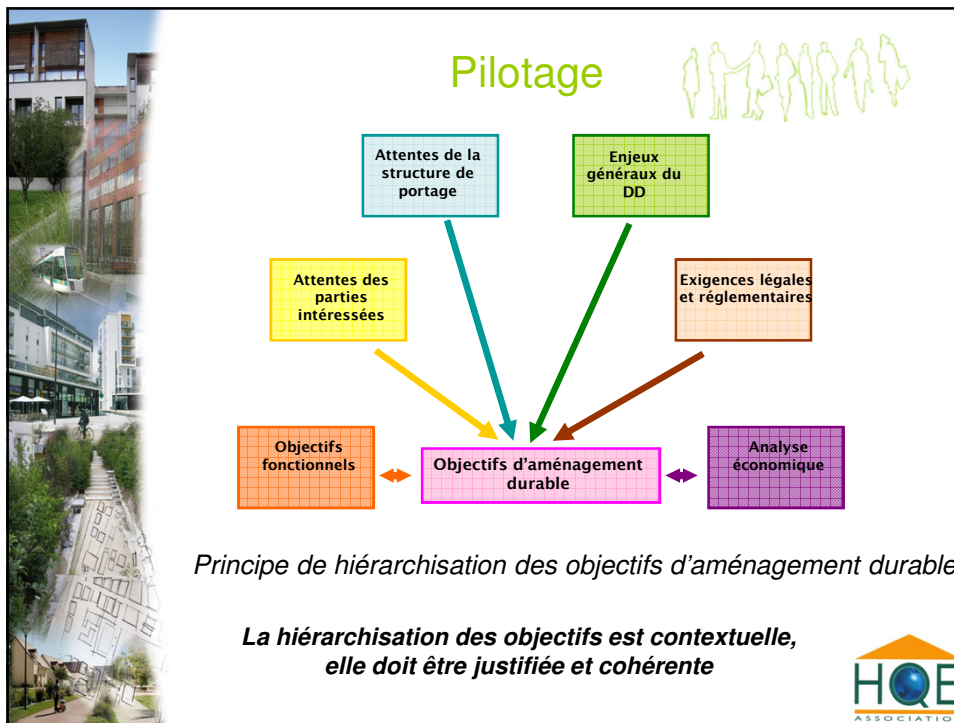 Pilotage
Attentes de la
structure de
portage
Enjeux
généraux du
DD
Attentes des
parties
intéressées
Exigences légales
et réglementaires
Objectifs
fonctionnels
Objectifs d’aménagement
durable
Analyse
économique
Principe de hiérarchisation des objectifs d’aménagement durable
La hiérarchisation des objectifs est contextuelle,
elle doit être justifiée et cohérente
HQE
ASSOCIATION